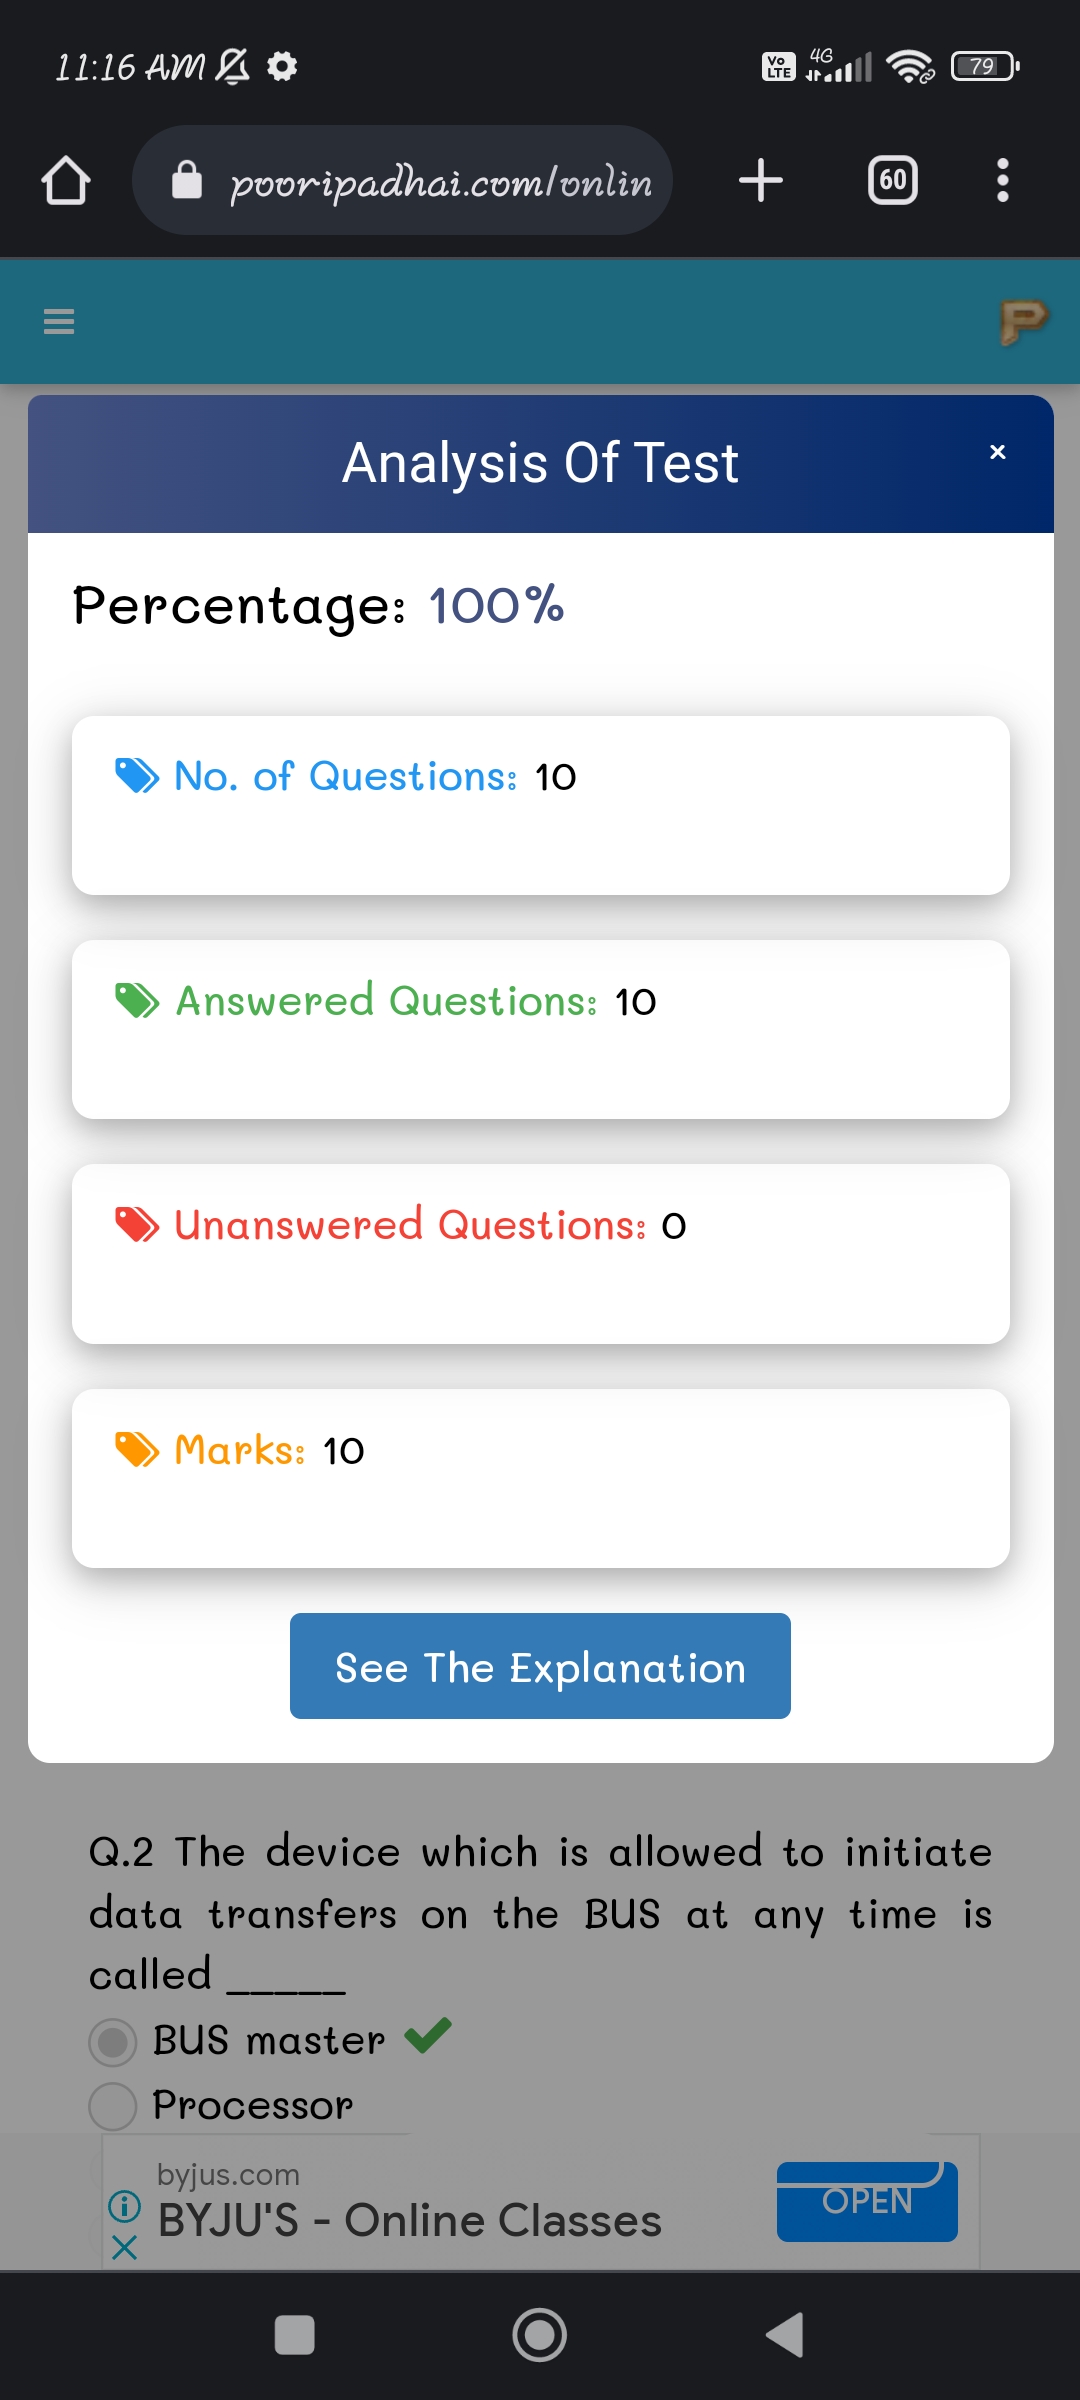 11:16 AM
Vo LTE 4G 79
pooripadhai.com/onlin
60
P
Analysis Of Test
×
Percentage: 100%
No. of Questions: 10
Answered Questions: 10
Unanswered Questions: 0
Marks: 10
See The Explanation
Q.2 The device which is allowed to initiate
data transfers on the BUS at any time is
called _____
BUS master
Processor
byjus.com
BYJU'S - Online Classes
OPEN